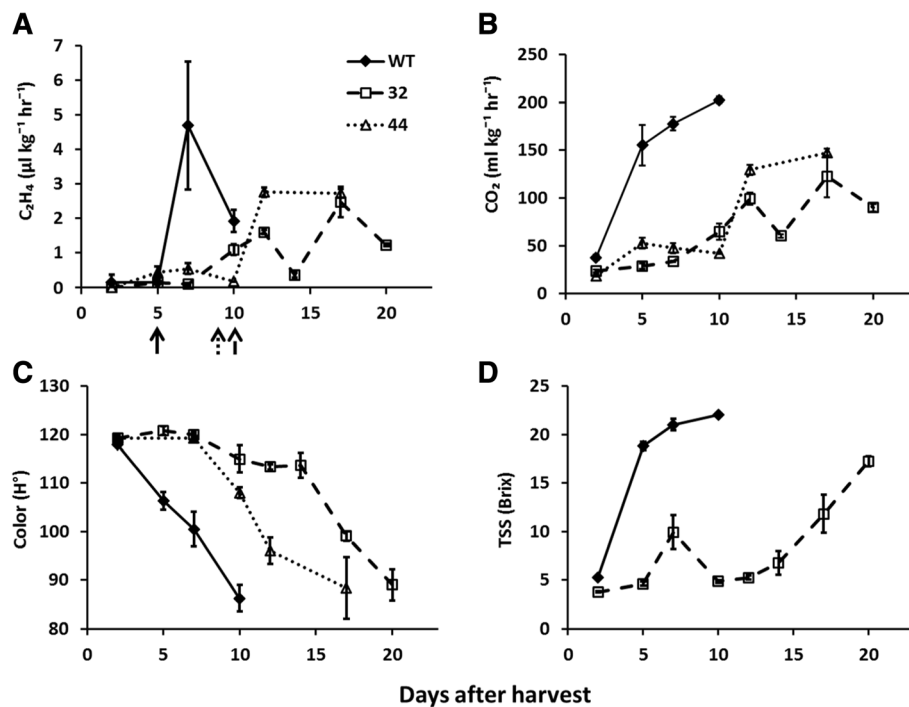 A
C₂H₄ (µl kg⁻¹ hr⁻¹)
7
6
5
4
3
2
1
0
0 5 10 15 20
WT
32
44
B
CO₂ (ml kg⁻¹ hr⁻¹)
250
200
150
100
50
0
0 5 10 15 20
C
Color (H°)
130
120
110
100
90
80
0 5 10 15 20
D
TSS (Brix)
25
20
15
10
5
0
0 5 10 15 20
Days after harvest